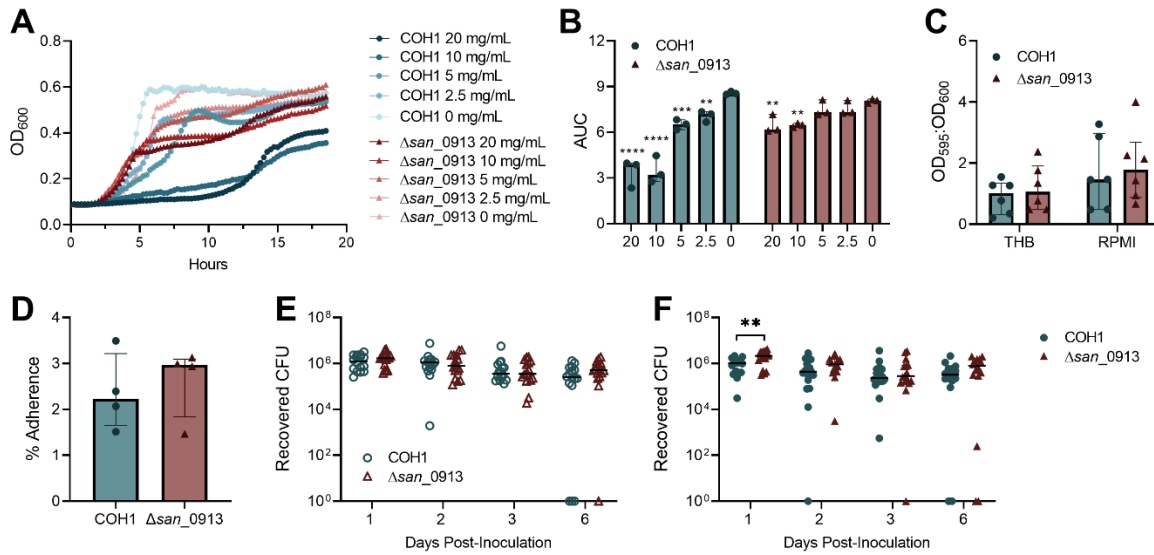 A
OD600
0.8
0.6
0.4
0.2
0.0
0
5
10
15
20
Hours
COH1 20 mg/mL
COH1 10 mg/mL
COH1 5 mg/mL
COH1 2.5 mg/mL
COH1 0 mg/mL
Δsan_0913 20 mg/mL
Δsan_0913 10 mg/mL
Δsan_0913 5 mg/mL
Δsan_0913 2.5 mg/mL
Δsan_0913 0 mg/mL
B
AUC
12
9
6
3
0
COH1
Δsan_0913
****
****
***
**
**
**
20 10 5 2.5 0 20 10 5 2.5 0
C
OD595:OD600
6
4
2
0
COH1
Δsan_0913
THB RPMI
D
% Adherence
4
3
2
1
0
COH1 Δsan_0913
E
Recovered CFU
10^8
10^6
10^4
10^2
10^0
COH1
Δsan_0913
1 2 3 6
Days Post-Inoculation
F
Recovered CFU
10^8
10^6
10^4
10^2
10^0
**
1 2 3 6
Days Post-Inoculation
COH1
Δsan_0913